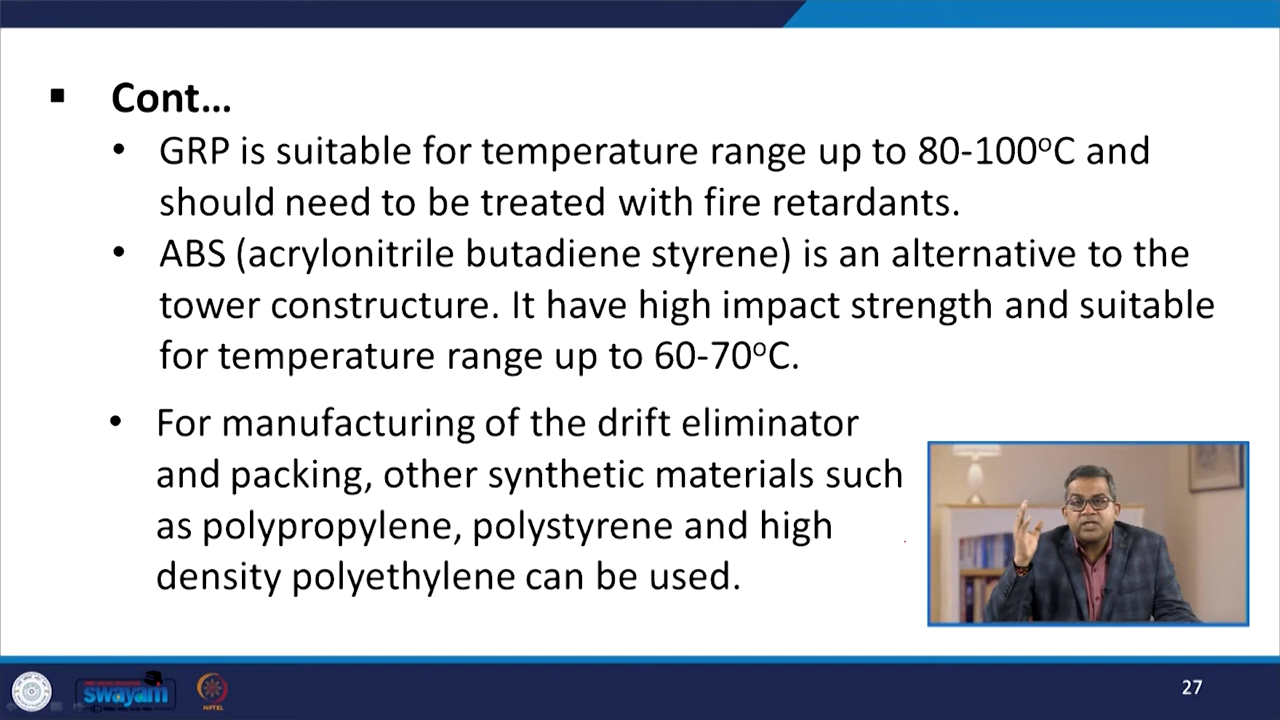 ▪ Cont...
• GRP is suitable for temperature range up to 80-100°C and
should need to be treated with fire retardants.
• ABS (acrylonitrile butadiene styrene) is an alternative to the
tower constructure. It have high impact strength and suitable
for temperature range up to 60-70°C.
• For manufacturing of the drift eliminator
and packing, other synthetic materials such
as polypropylene, polystyrene and high
density polyethylene can be used.
swayam
NPTEL
27